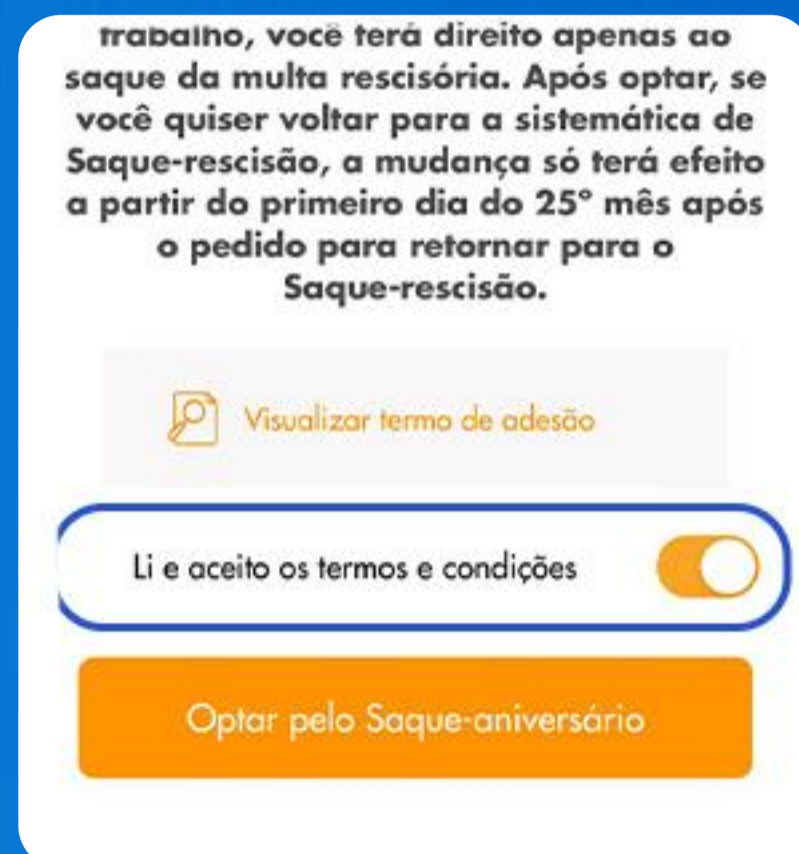 trabalho, você terá direito apenas ao
saque da multa rescisória. Após optar, se
você quiser voltar para a sistemática de
Saque-rescisão, a mudança só terá efeito
a partir do primeiro dia do 25º mês após
o pedido para retornar para o
Saque-rescisão.
Visualizar termo de adesão
Li e aceito os termos e condições
Optar pelo Saque-aniversário